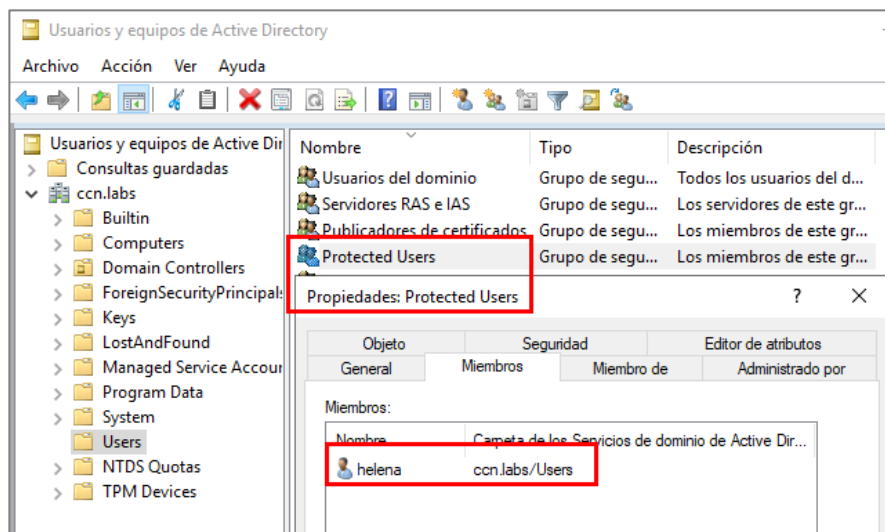 Usuarios y equipos de Active Directory
Archivo Acción Ver Ayuda
Usuarios y equipos de Active Dir
Consultas guardadas
ccn.labs
Builtin
Computers
Domain Controllers
ForeignSecurityPrincipal
Keys
LostAndFound
Managed Service Accour
Program Data
System
Users
NTDS Quotas
TPM Devices
Nombre Tipo Descripción
Usuarios del dominio Grupo de segu... Todos los usuarios del d...
Servidores RAS e IAS Grupo de segu... Los servidores de este gr...
Publicadores de certificados Grupo de segu... Los miembros de este gr...
Protected Users Grupo de segu... Los miembros de este gr...
Propiedades: Protected Users ? ×
Objeto Seguridad Editor de atributos
General Miembros Miembro de Administrado por
Miembros:
Nombre Carpeta de los Servicios de dominio de Active Dir...
helena ccn.labs/Users